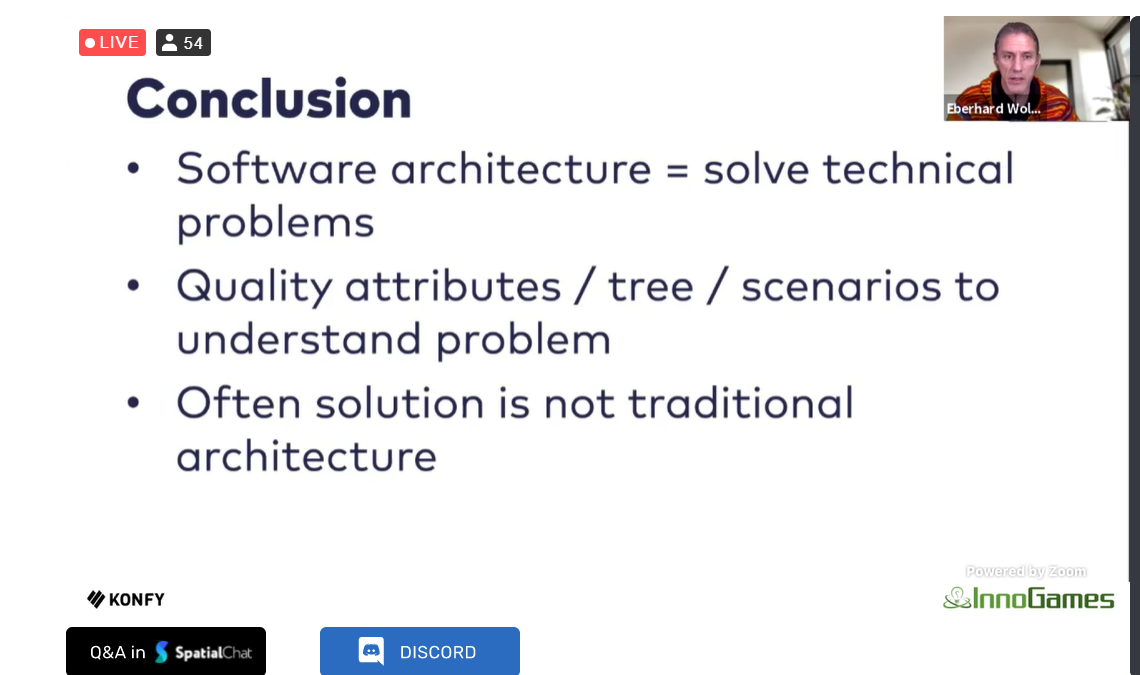 LIVE 54
Conclusion
Eberhard Wol...
• Software architecture = solve technical
problems
• Quality attributes / tree / scenarios to
understand problem
• Often solution is not traditional
architecture
Powered by Zoom
KONFY
InnoGames
Q&A in SpatialChat
DISCORD